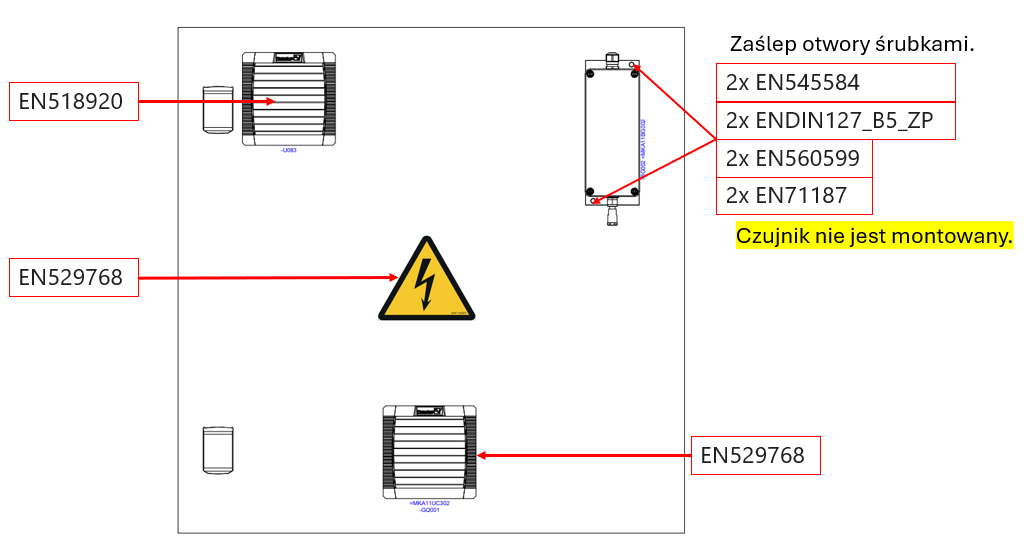 Zaślep otwory śrubkami.
EN518920
2x EN545584
2x ENDIN127_B5_ZP
2x EN560599
2x EN71187
Czujnik nie jest montowany.
-U083
EN529768
EN529768
+MKA11UC302
-GQ001